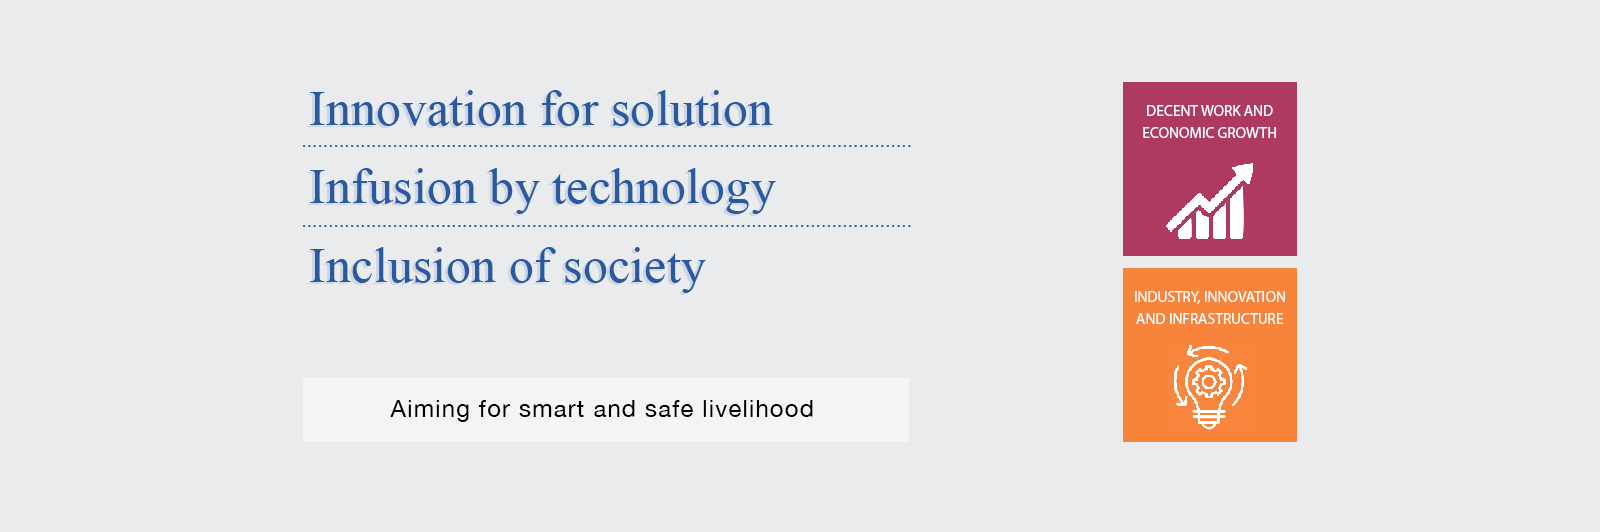 Innovation for solution
Infusion by technology
Inclusion of society
Aiming for smart and safe livelihood
DECENT WORK AND
ECONOMIC GROWTH
INDUSTRY, INNOVATION
AND INFRASTRUCTURE